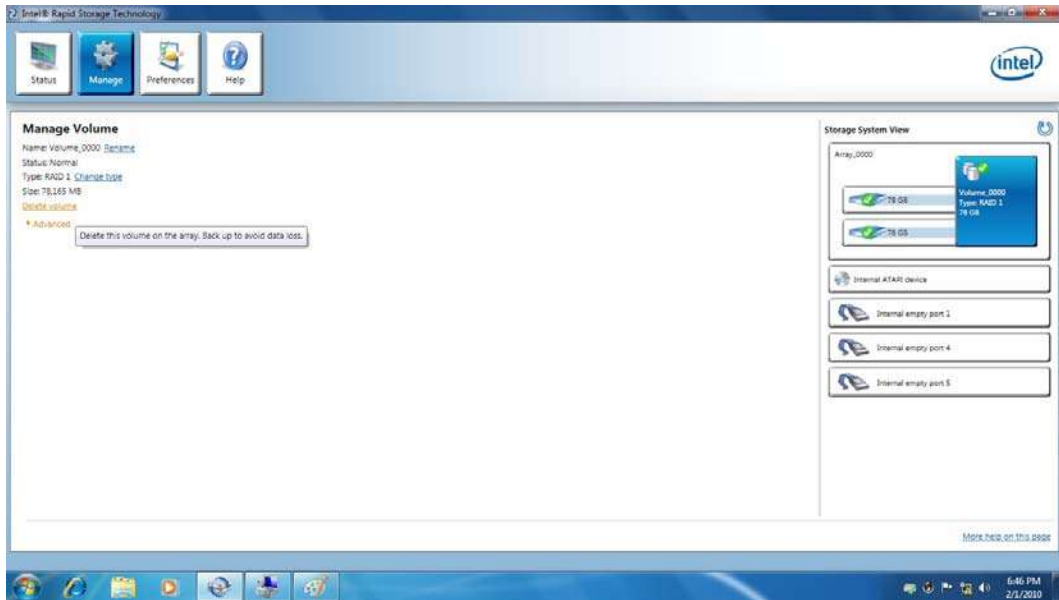 Intel® Rapid Storage Technology
Status
Manage
Preferences
Help
intel
Manage Volume
Name: Volume_0000 Rename
Status: Normal
Type: RAID 1 Change type
Size: 78,165 MB
Delete volume
Advanced
Delete this volume on the array. Back up to avoid data loss.
Storage System View
Array_0000
78 GB
78 GB
Volume_0000
Type: RAID 1
78 GB
Internal ATAPI device
Internal empty port 1
Internal empty port 4
Internal empty port 5
More help on this page
6:46 PM
2/1/2010